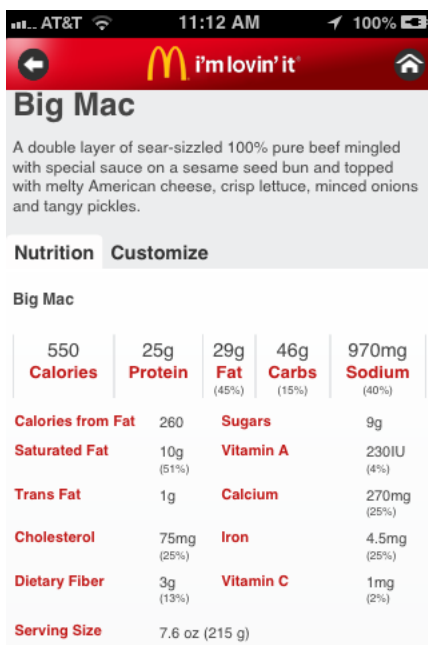 AT&T 11:12 AM 100%
i'm lovin' it
Big Mac
A double layer of sear-sizzled 100% pure beef mingled
with special sauce on a sesame seed bun and topped
with melty American cheese, crisp lettuce, minced onions
and tangy pickles.
Nutrition Customize
Big Mac
550 25g 29g 46g 970mg
Calories Protein Fat Carbs Sodium
(45%) (15%) (40%)
Calories from Fat 260 Sugars 9g
Saturated Fat 10g Vitamin A 230IU
(51%) (4%)
Trans Fat 1g Calcium 270mg
(25%)
Cholesterol 75mg Iron 4.5mg
(25%) (25%)
Dietary Fiber 3g Vitamin C 1mg
(13%) (2%)
Serving Size 7.6 oz (215 g)